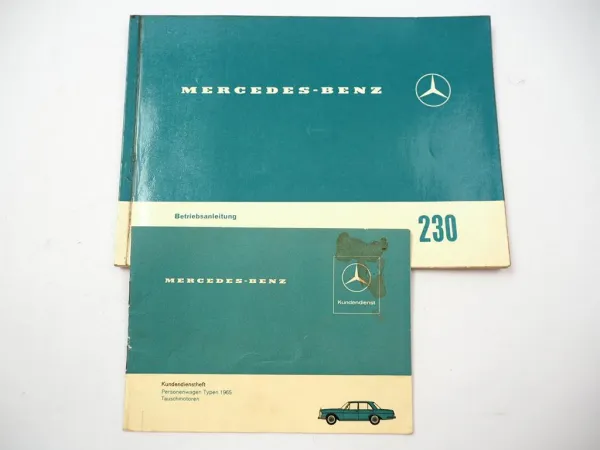 MERCEDES-BENZ
Betriebsanleitung
230
MERCEDES-BENZ
Kundendienst
Kundendienstheft
Personenwagen Typen 1965
Tauschmotoren